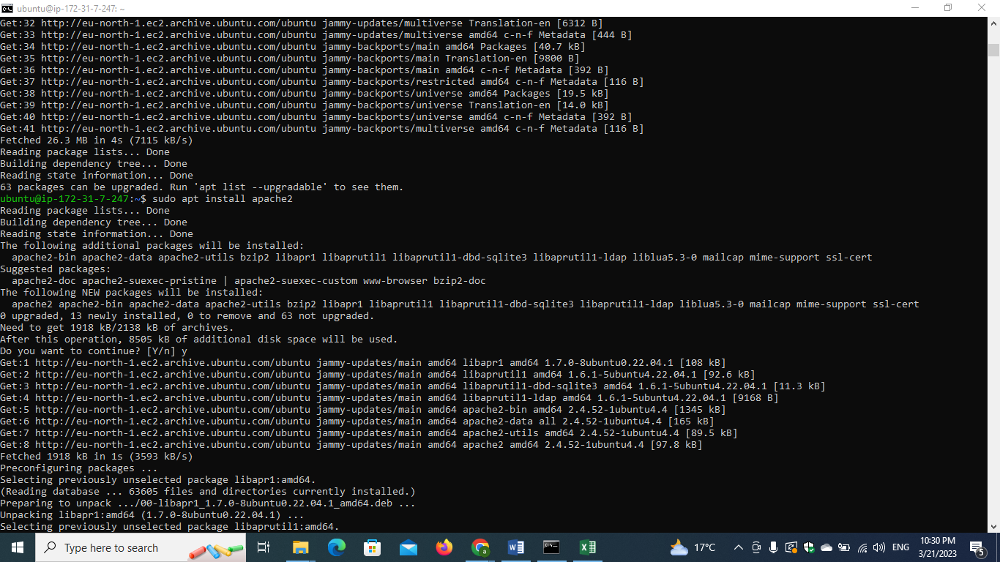 ubuntu@ip-172-31-7-247: ~
Get:32 http://eu-north-1.ec2.archive.ubuntu.com/ubuntu jammy-updates/multiverse Translation-en [6312 B]
Get:33 http://eu-north-1.ec2.archive.ubuntu.com/ubuntu jammy-updates/multiverse amd64 c-n-f Metadata [444 B]
Get:34 http://eu-north-1.ec2.archive.ubuntu.com/ubuntu jammy-backports/main amd64 Packages [40.7 kB]
Get:35 http://eu-north-1.ec2.archive.ubuntu.com/ubuntu jammy-backports/main Translation-en [9800 B]
Get:36 http://eu-north-1.ec2.archive.ubuntu.com/ubuntu jammy-backports/main amd64 c-n-f Metadata [392 B]
Get:37 http://eu-north-1.ec2.archive.ubuntu.com/ubuntu jammy-backports/restricted amd64 c-n-f Metadata [116 B]
Get:38 http://eu-north-1.ec2.archive.ubuntu.com/ubuntu jammy-backports/universe amd64 Packages [19.5 kB]
Get:39 http://eu-north-1.ec2.archive.ubuntu.com/ubuntu jammy-backports/universe Translation-en [14.0 kB]
Get:40 http://eu-north-1.ec2.archive.ubuntu.com/ubuntu jammy-backports/universe amd64 c-n-f Metadata [392 B]
Get:41 http://eu-north-1.ec2.archive.ubuntu.com/ubuntu jammy-backports/multiverse amd64 c-n-f Metadata [116 B]
Fetched 26.3 MB in 4s (7115 kB/s)
Reading package lists... Done
Building dependency tree... Done
Reading state information... Done
63 packages can be upgraded. Run 'apt list --upgradable' to see them.
ubuntu@ip-172-31-7-247:~$ sudo apt install apache2
Reading package lists... Done
Building dependency tree... Done
Reading state information... Done
The following additional packages will be installed:
  apache2-bin apache2-data apache2-utils bzip2 libapr1 libaprutil1 libaprutil1-dbd-sqlite3 libaprutil1-ldap liblua5.3-0 mailcap mime-support ssl-cert
Suggested packages:
  apache2-doc apache2-suexec-pristine | apache2-suexec-custom www-browser bzip2-doc
The following NEW packages will be installed:
  apache2 apache2-bin apache2-data apache2-utils bzip2 libapr1 libaprutil1 libaprutil1-dbd-sqlite3 libaprutil1-ldap liblua5.3-0 mailcap mime-support ssl-cert
0 upgraded, 13 newly installed, 0 to remove and 63 not upgraded.
Need to get 1918 kB/2138 kB of archives.
After this operation, 8505 kB of additional disk space will be used.
Do you want to continue? [Y/n] y
Get:1 http://eu-north-1.ec2.archive.ubuntu.com/ubuntu jammy-updates/main amd64 libapr1 amd64 1.7.0-8ubuntu0.22.04.1 [108 kB]
Get:2 http://eu-north-1.ec2.archive.ubuntu.com/ubuntu jammy-updates/main amd64 libaprutil1 amd64 1.6.1-5ubuntu4.22.04.1 [92.6 kB]
Get:3 http://eu-north-1.ec2.archive.ubuntu.com/ubuntu jammy-updates/main amd64 libaprutil1-dbd-sqlite3 amd64 1.6.1-5ubuntu4.22.04.1 [11.3 kB]
Get:4 http://eu-north-1.ec2.archive.ubuntu.com/ubuntu jammy-updates/main amd64 libaprutil1-ldap amd64 1.6.1-5ubuntu4.22.04.1 [9168 B]
Get:5 http://eu-north-1.ec2.archive.ubuntu.com/ubuntu jammy-updates/main amd64 apache2-bin amd64 2.4.52-1ubuntu4.4 [1345 kB]
Get:6 http://eu-north-1.ec2.archive.ubuntu.com/ubuntu jammy-updates/main amd64 apache2-data all 2.4.52-1ubuntu4.4 [165 kB]
Get:7 http://eu-north-1.ec2.archive.ubuntu.com/ubuntu jammy-updates/main amd64 apache2-utils amd64 2.4.52-1ubuntu4.4 [89.5 kB]
Get:8 http://eu-north-1.ec2.archive.ubuntu.com/ubuntu jammy-updates/main amd64 apache2 amd64 2.4.52-1ubuntu4.4 [97.8 kB]
Fetched 1918 kB in 1s (3593 kB/s)
Preconfiguring packages ...
Selecting previously unselected package libapr1:amd64.
(Reading database ... 63605 files and directories currently installed.)
Preparing to unpack .../00-libapr1_1.7.0-8ubuntu0.22.04.1_amd64.deb ...
Unpacking libapr1:amd64 (1.7.0-8ubuntu0.22.04.1) ...
Selecting previously unselected package libaprutil1:amd64.
Type here to search
17°C
ENG
10:30 PM
3/21/2023
5